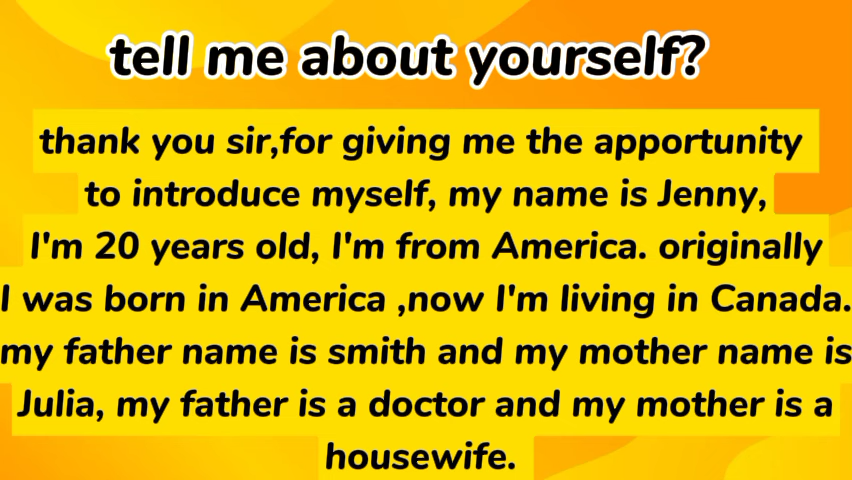 tell me about yourself?
thank you sir,for giving me the apportunity
to introduce myself, my name is Jenny,
I'm 20 years old, I'm from America. originally
I was born in America ,now I'm living in Canada.
my father name is smith and my mother name is
Julia, my father is a doctor and my mother is a
housewife.